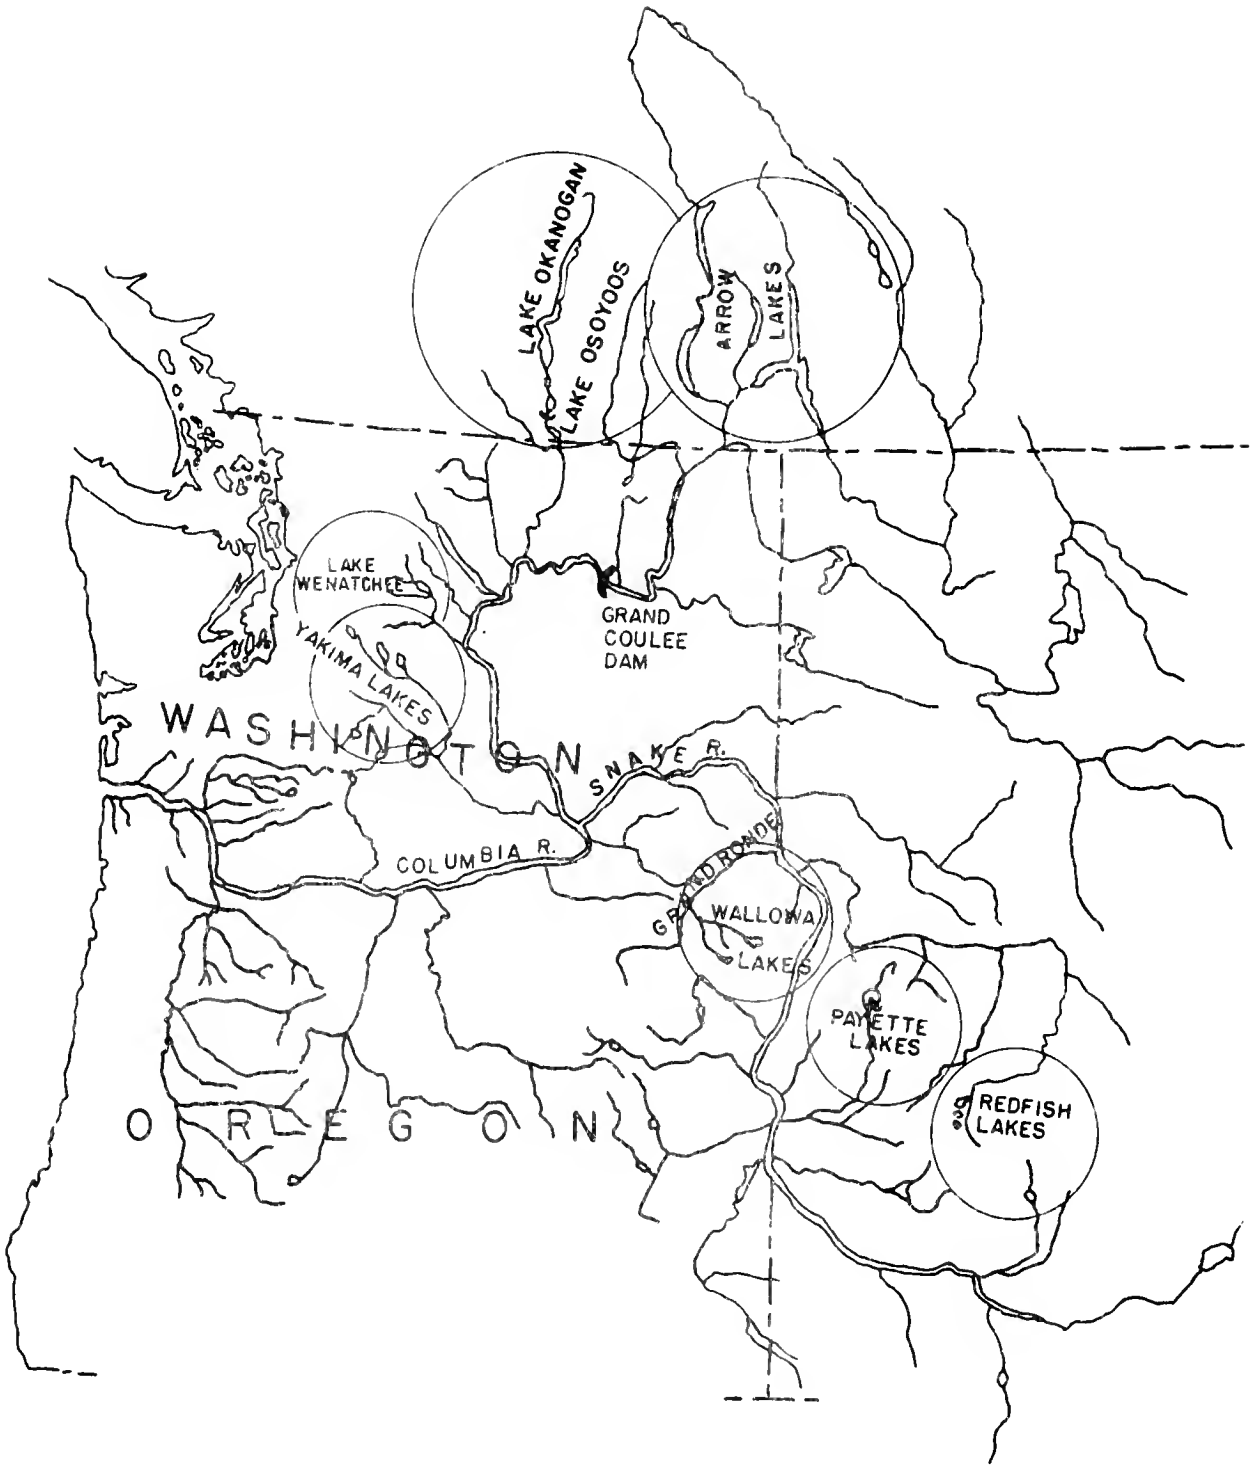 LAKE OKANOGAN
LAKE OSOYOOS
ARROW
LAKES
LAKE
WENATCHEE
GRAND
COULEE
DAM
YAKIMA LAKES
WASHINGTON
SNAKE R.
COLUMBIA R.
GRAND RONDE
WALLOWA
LAKES
PAYETTE
LAKES
REDFISH
LAKES
OREGON